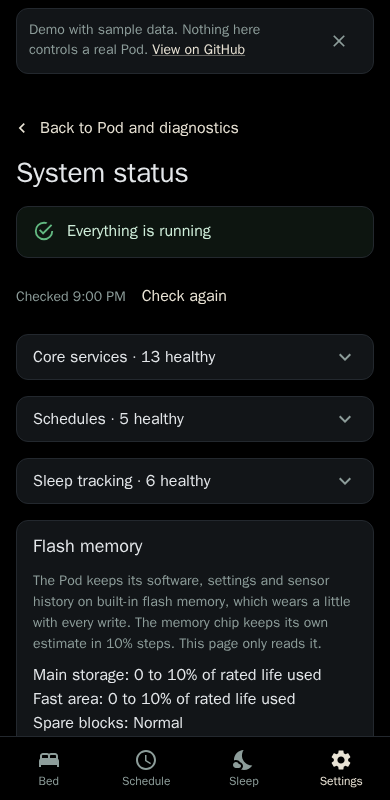 Demo with sample data. Nothing here
controls a real Pod. View on GitHub
Back to Pod and diagnostics
System status
Everything is running
Checked 9:00 PM Check again
Core services · 13 healthy
Schedules · 5 healthy
Sleep tracking · 6 healthy
Flash memory
The Pod keeps its software, settings and sensor
history on built-in flash memory, which wears a little
with every write. The memory chip keeps its own
estimate in 10% steps. This page only reads it.
Main storage: 0 to 10% of rated life used
Fast area: 0 to 10% of rated life used
Spare blocks: Normal
Bed Schedule Sleep Settings